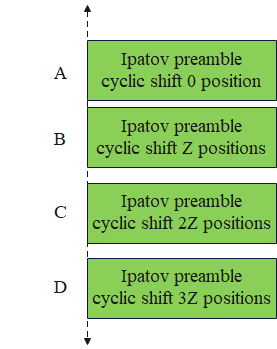 A
Ipatov preamble
cyclic shift 0 position
B
Ipatov preamble
cyclic shift Z positions
C
Ipatov preamble
cyclic shift 2Z positions
D
Ipatov preamble
cyclic shift 3Z positions